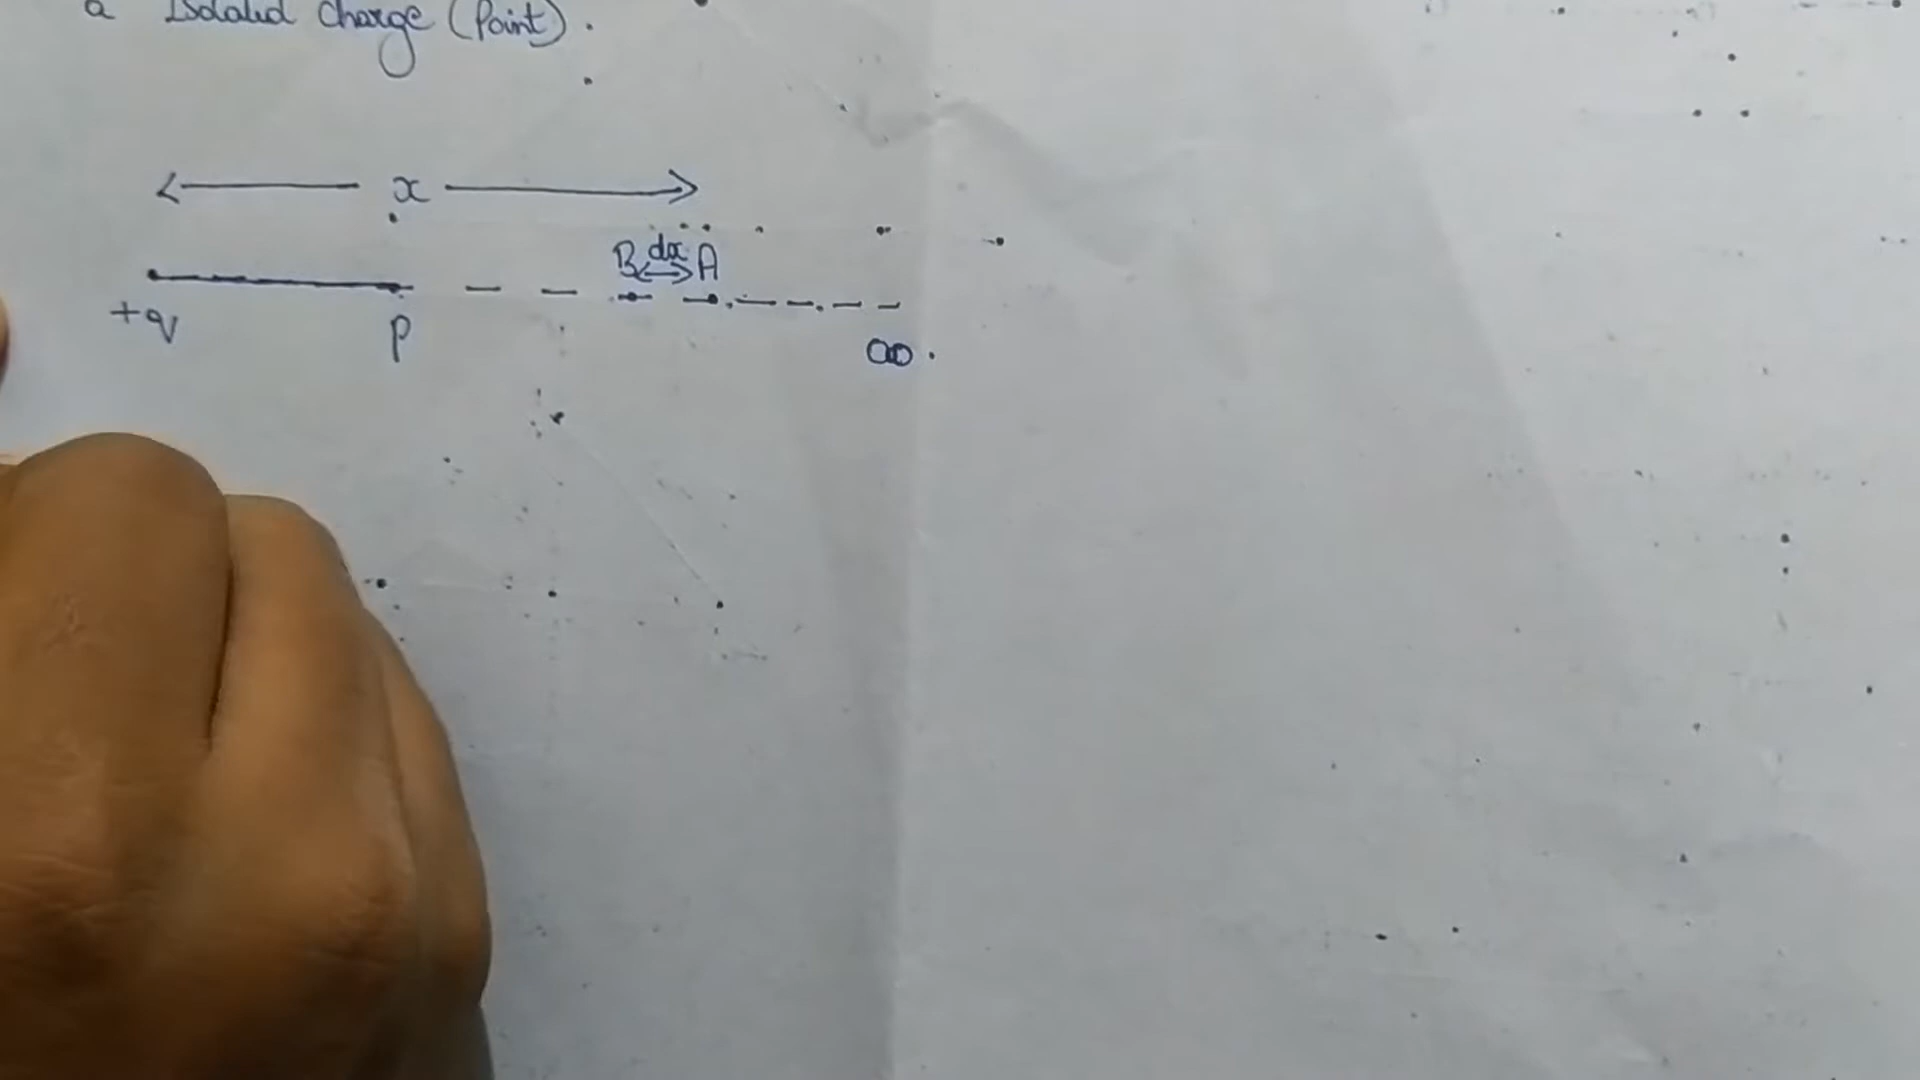 a Isolated Charge (Point).
x
B dx A
+q P ∞.